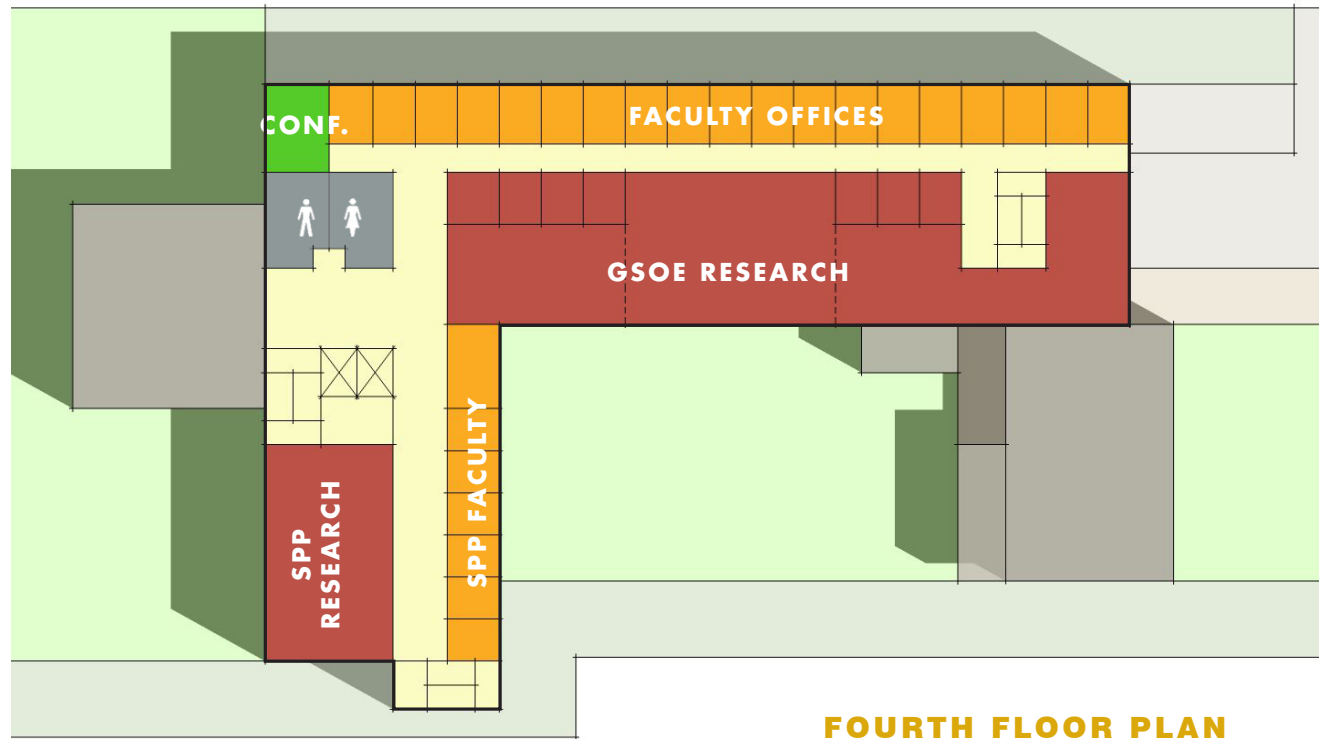 CONF.
FACULTY OFFICES
GSOE RESEARCH
SPP FACULTY
SPP
RESEARCH
FOURTH FLOOR PLAN